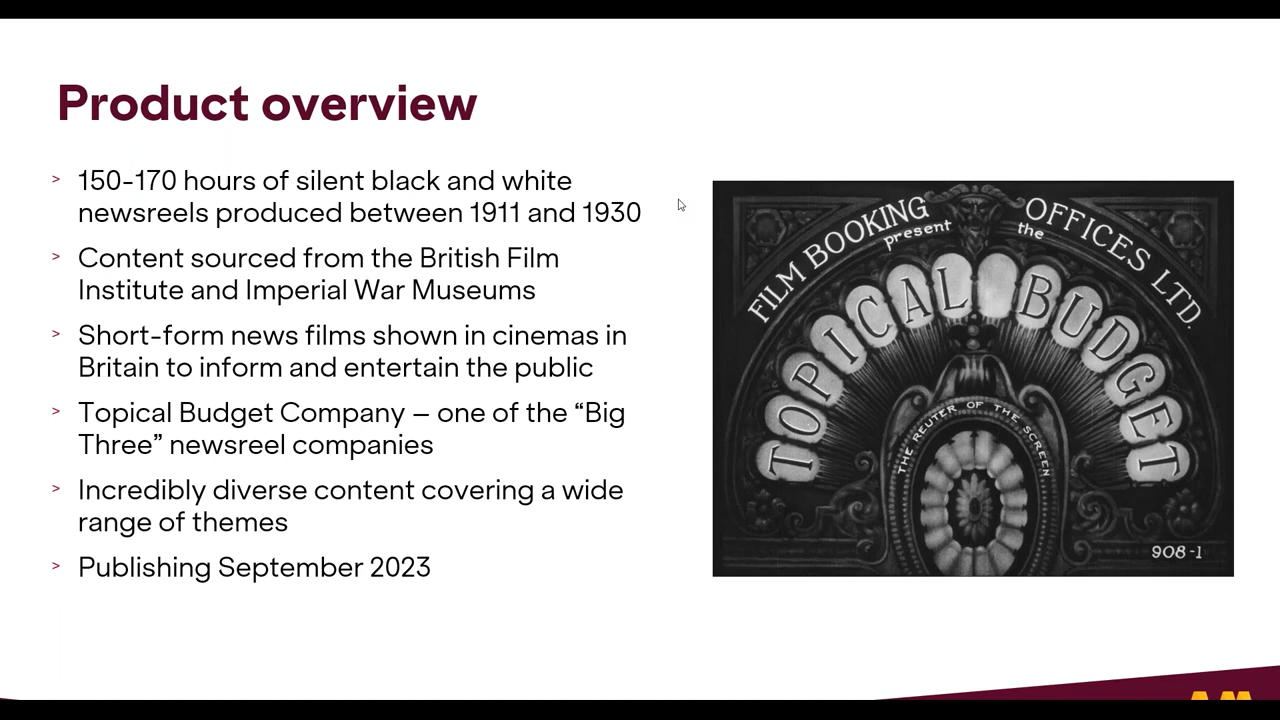 Product overview
> 150-170 hours of silent black and white
newsreels produced between 1911 and 1930
> Content sourced from the British Film
Institute and Imperial War Museums
> Short-form news films shown in cinemas in
Britain to inform and entertain the public
> Topical Budget Company – one of the “Big
Three” newsreel companies
> Incredibly diverse content covering a wide
range of themes
> Publishing September 2023
FILM BOOKING OFFICES LTD.
present the
TOPICAL BUDGET
THE REUTER OF THE SCREEN
908-1